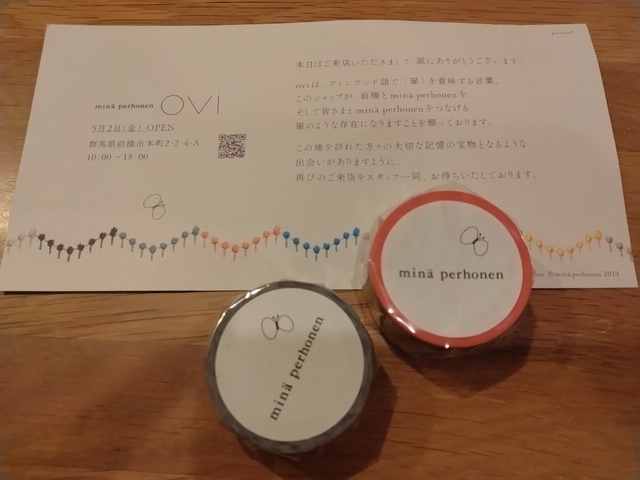 minä perhonen OVI
5月2日(金) OPEN
群馬県前橋市本町2-2-4-A
10:00~18:00
本日はご来店いただきまして 誠にありがとうございます。
oviは、フィンランド語で「扉」を意味する言葉。
このショップが、前橋とminä perhonenを、
そして皆さまとminä perhonenをつなげる
扉のような存在になりますことを願っております。
この地を訪れた方々の大切な記憶の宝物となるような
出会いがありますように。
再びのご来店をスタッフ一同、お待ちいたしております。
©minä perhonen 2019
minä perhonen
minä perhonen